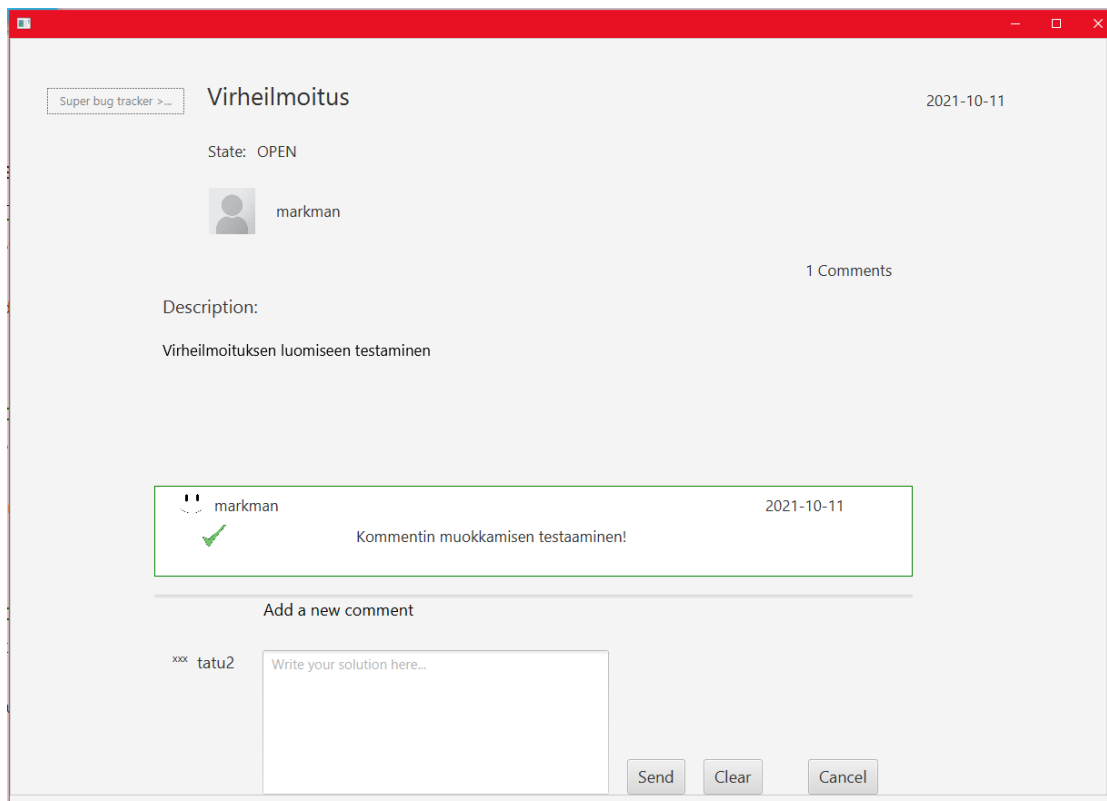 Super bug tracker >...
Virheilmoitus
2021-10-11
State: OPEN
markman
1 Comments
Description:
Virheilmoituksen luomiseen testaminen
markman
2021-10-11
Kommentin muokkamisen testaaminen!
Add a new comment
xxx tatu2
Write your solution here...
Send
Clear
Cancel